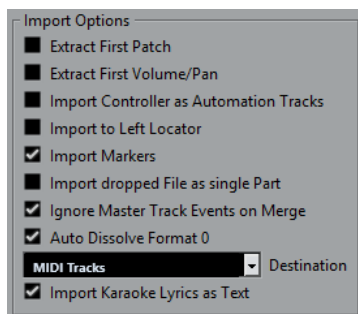 Import Options
Extract First Patch
Extract First Volume/Pan
Import Controller as Automation Tracks
Import to Left Locator
Import Markers
Import dropped File as single Part
Ignore Master Track Events on Merge
Auto Dissolve Format 0
MIDI Tracks Destination
Import Karaoke Lyrics as Text